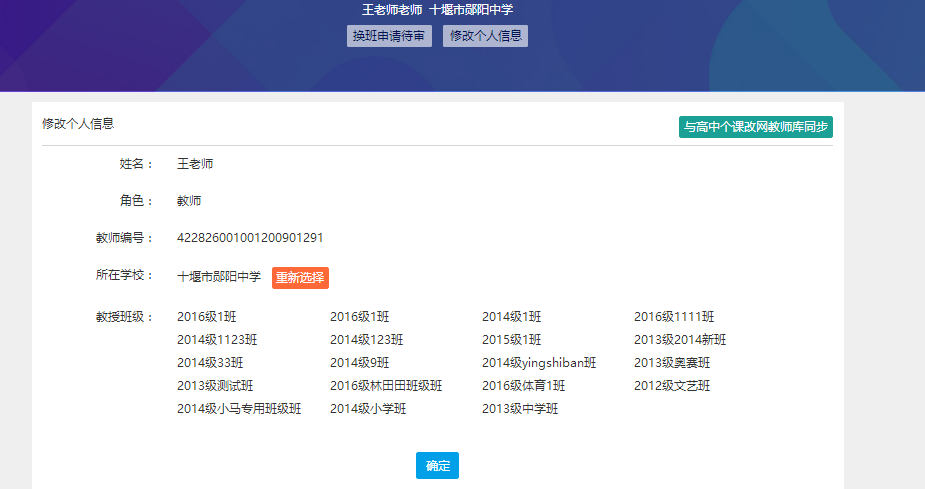 王老师老师 十堰市郧阳中学
换班申请待审 修改个人信息
修改个人信息 与高中个课改网教师库同步
姓名： 王老师
角色： 教师
教师编号： 422826001001200901291
所在学校： 十堰市郧阳中学 重新选择
教授班级： 2016级1班 2016级1班 2014级1班 2016级1111班
2014级1123班 2014级123班 2015级1班 2013级2014新班
2014级33班 2014级9班 2014级yingshiban班 2013级奥赛班
2013级测试班 2016级林田田班级班 2016级体育1班 2012级文艺班
2014级小马专用班级班 2014级小学班 2013级中学班
确定